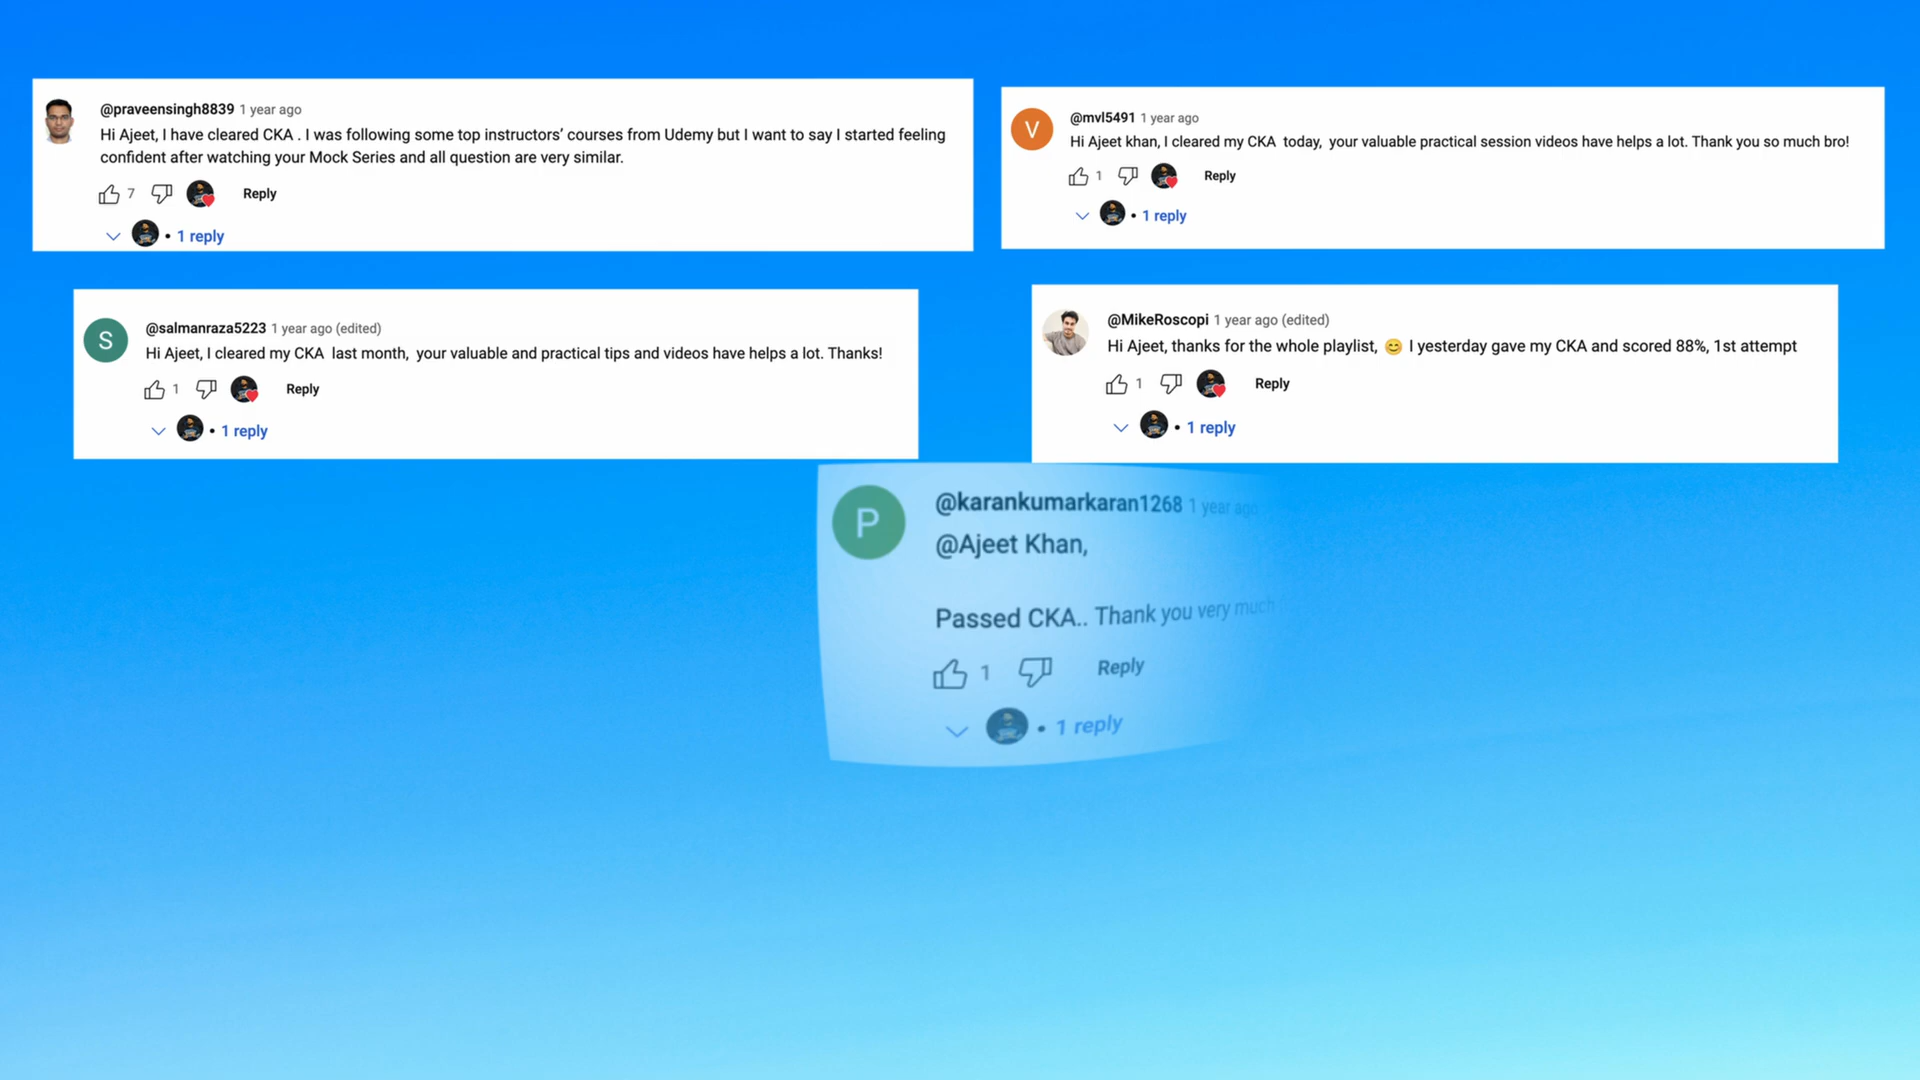 @praveensingh8839 1 year ago
Hi Ajeet, I have cleared CKA . I was following some top instructors’ courses from Udemy but I want to say I started feeling
confident after watching your Mock Series and all question are very similar.
7 Reply
• 1 reply
V
@mvl5491 1 year ago
Hi Ajeet khan, I cleared my CKA today, your valuable practical session videos have helps a lot. Thank you so much bro!
1 Reply
• 1 reply
S
@salmanraza5223 1 year ago (edited)
Hi Ajeet, I cleared my CKA last month, your valuable and practical tips and videos have helps a lot. Thanks!
1 Reply
• 1 reply
@MikeRoscopi 1 year ago (edited)
Hi Ajeet, thanks for the whole playlist, 😊 I yesterday gave my CKA and scored 88%, 1st attempt
1 Reply
• 1 reply
P
@karankumarkaran1268 1 year ago
@Ajeet Khan,
Passed CKA.. Thank you very much
1 Reply
• 1 reply